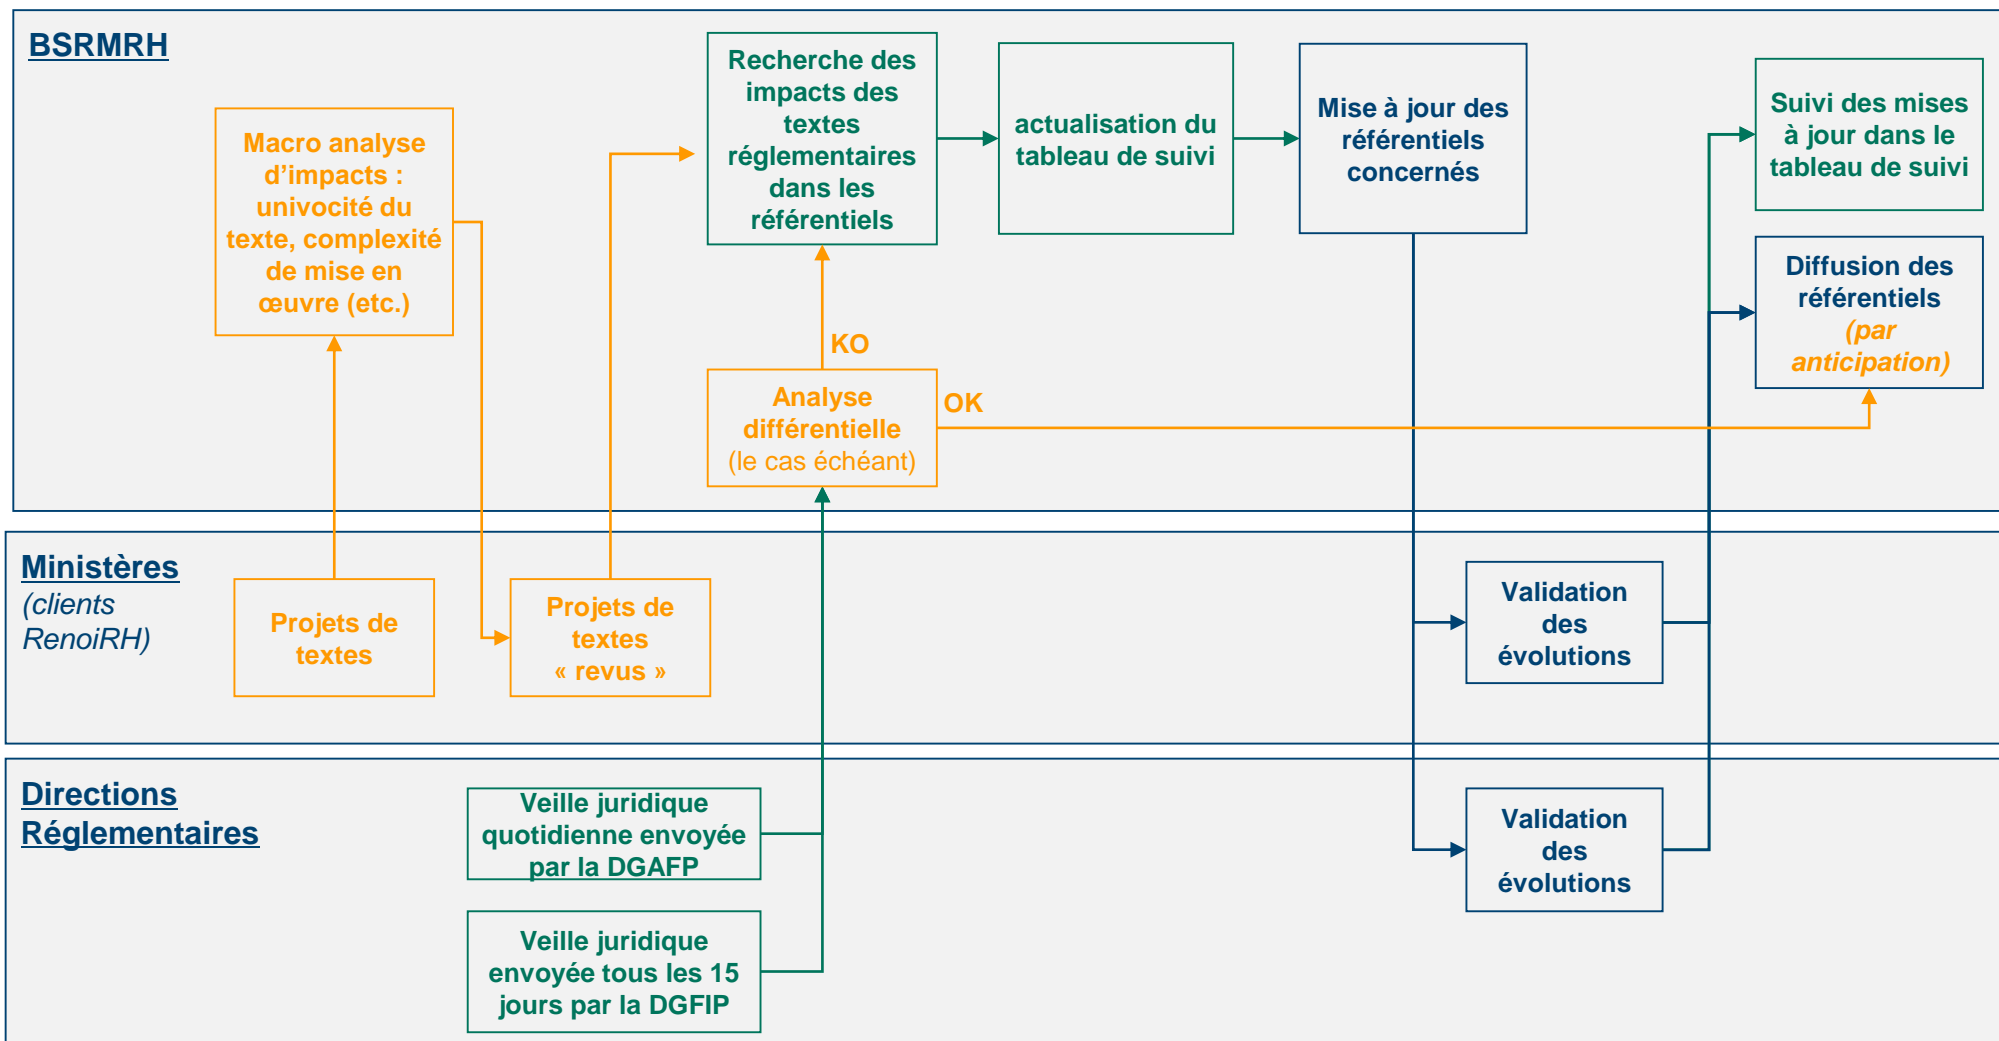 BSRMRH
Macro analyse
d’impacts :
univocité du
texte, complexité
de mise en
œuvre (etc.)
Recherche des
impacts des
textes
réglementaires
dans les
référentiels
actualisation du
tableau de suivi
Mise à jour des
référentiels
concernés
Suivi des mises
à jour dans le
tableau de suivi
Diffusion des
référentiels
(par
anticipation)
KO
Analyse
différentielle
(le cas échéant)
OK
Ministères
(clients
RenoiRH)
Projets de
textes
Projets de
textes
« revus »
Validation
des
évolutions
Directions
Réglementaires
Veille juridique
quotidienne envoyée
par la DGAFP
Veille juridique
envoyée tous les 15
jours par la DGFIP
Validation
des
évolutions